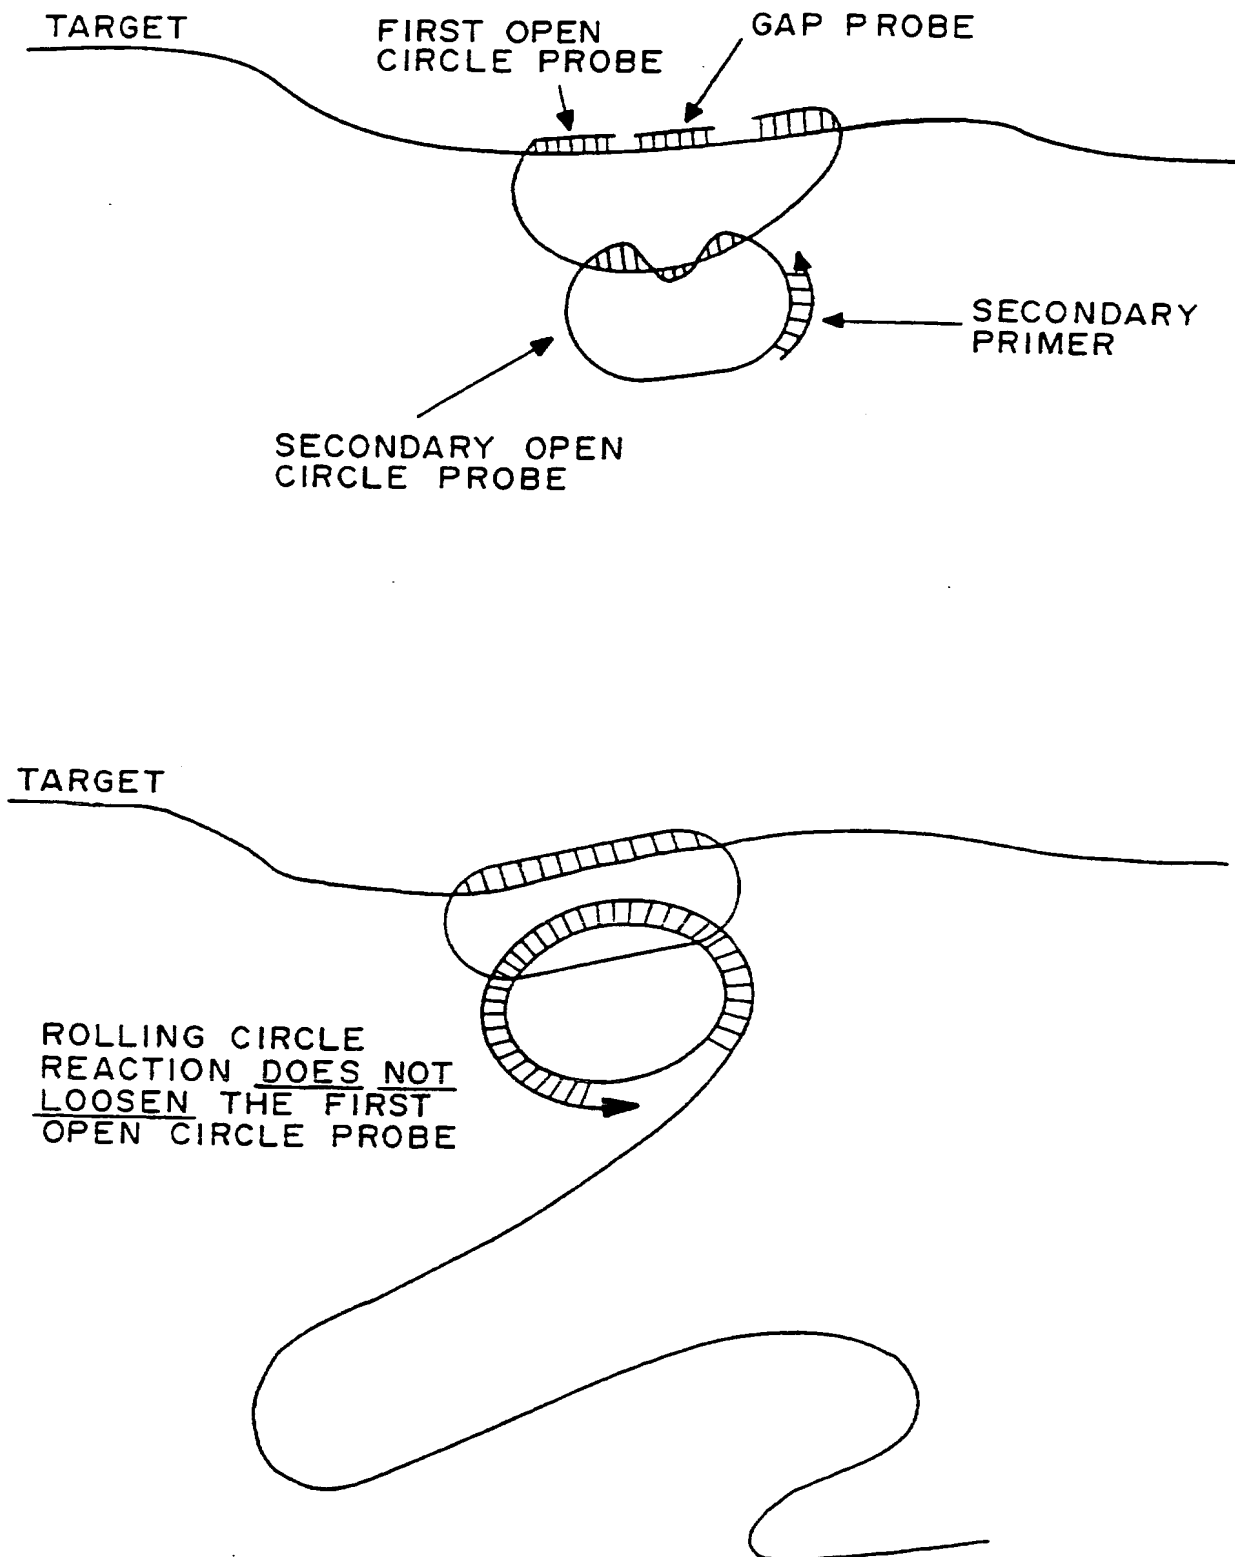 TARGET
FIRST OPEN
CIRCLE PROBE
GAP PROBE
SECONDARY
PRIMER
SECONDARY OPEN
CIRCLE PROBE
TARGET
ROLLING CIRCLE
REACTION DOES NOT
LOOSEN THE FIRST
OPEN CIRCLE PROBE